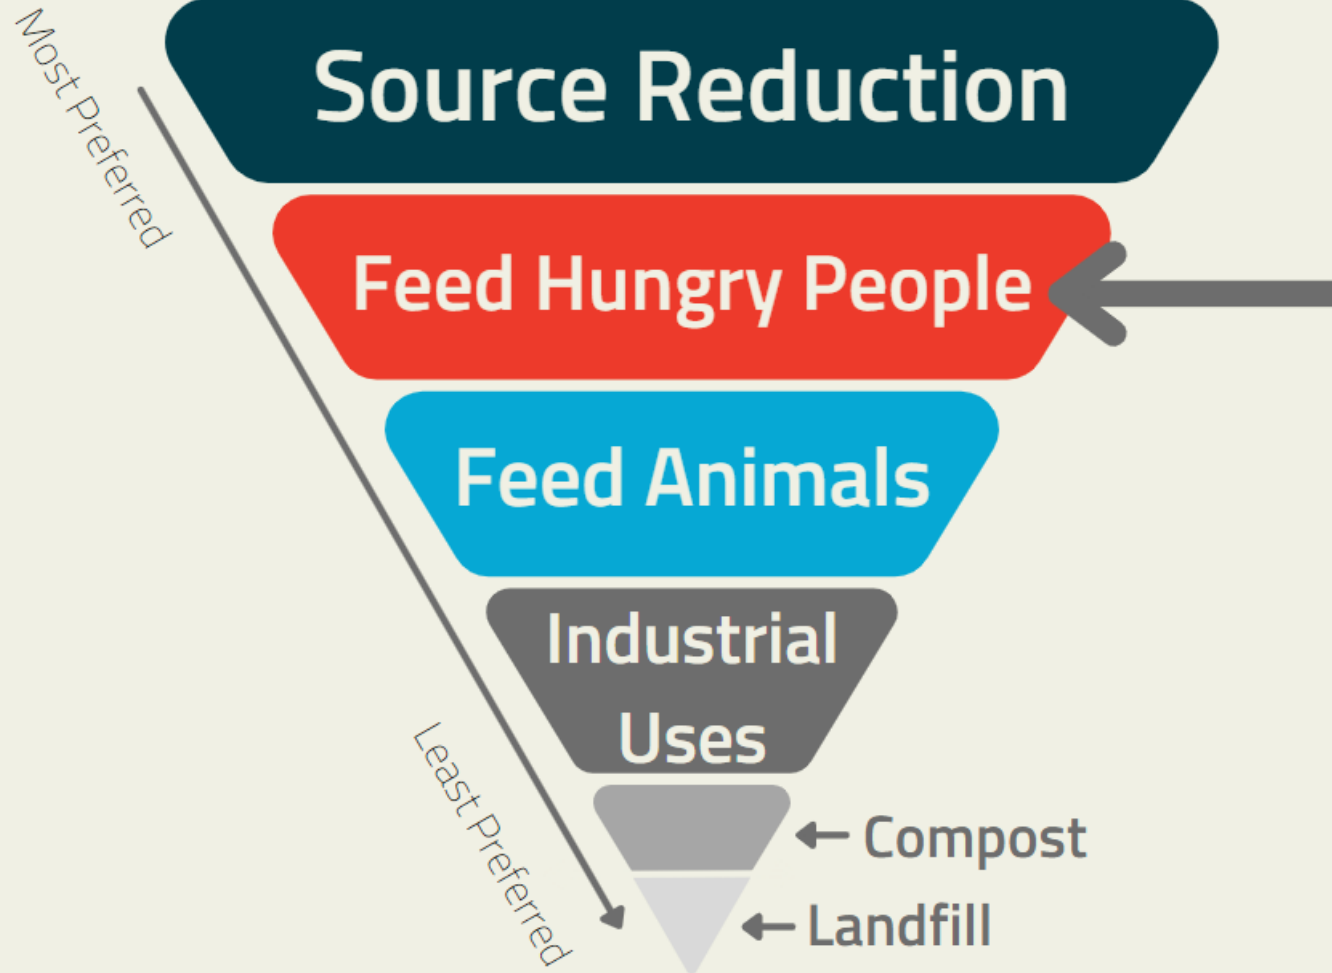 Most Preferred
Source Reduction
Feed Hungry People
Feed Animals
Industrial
Uses
Least Preferred
Compost
Landfill